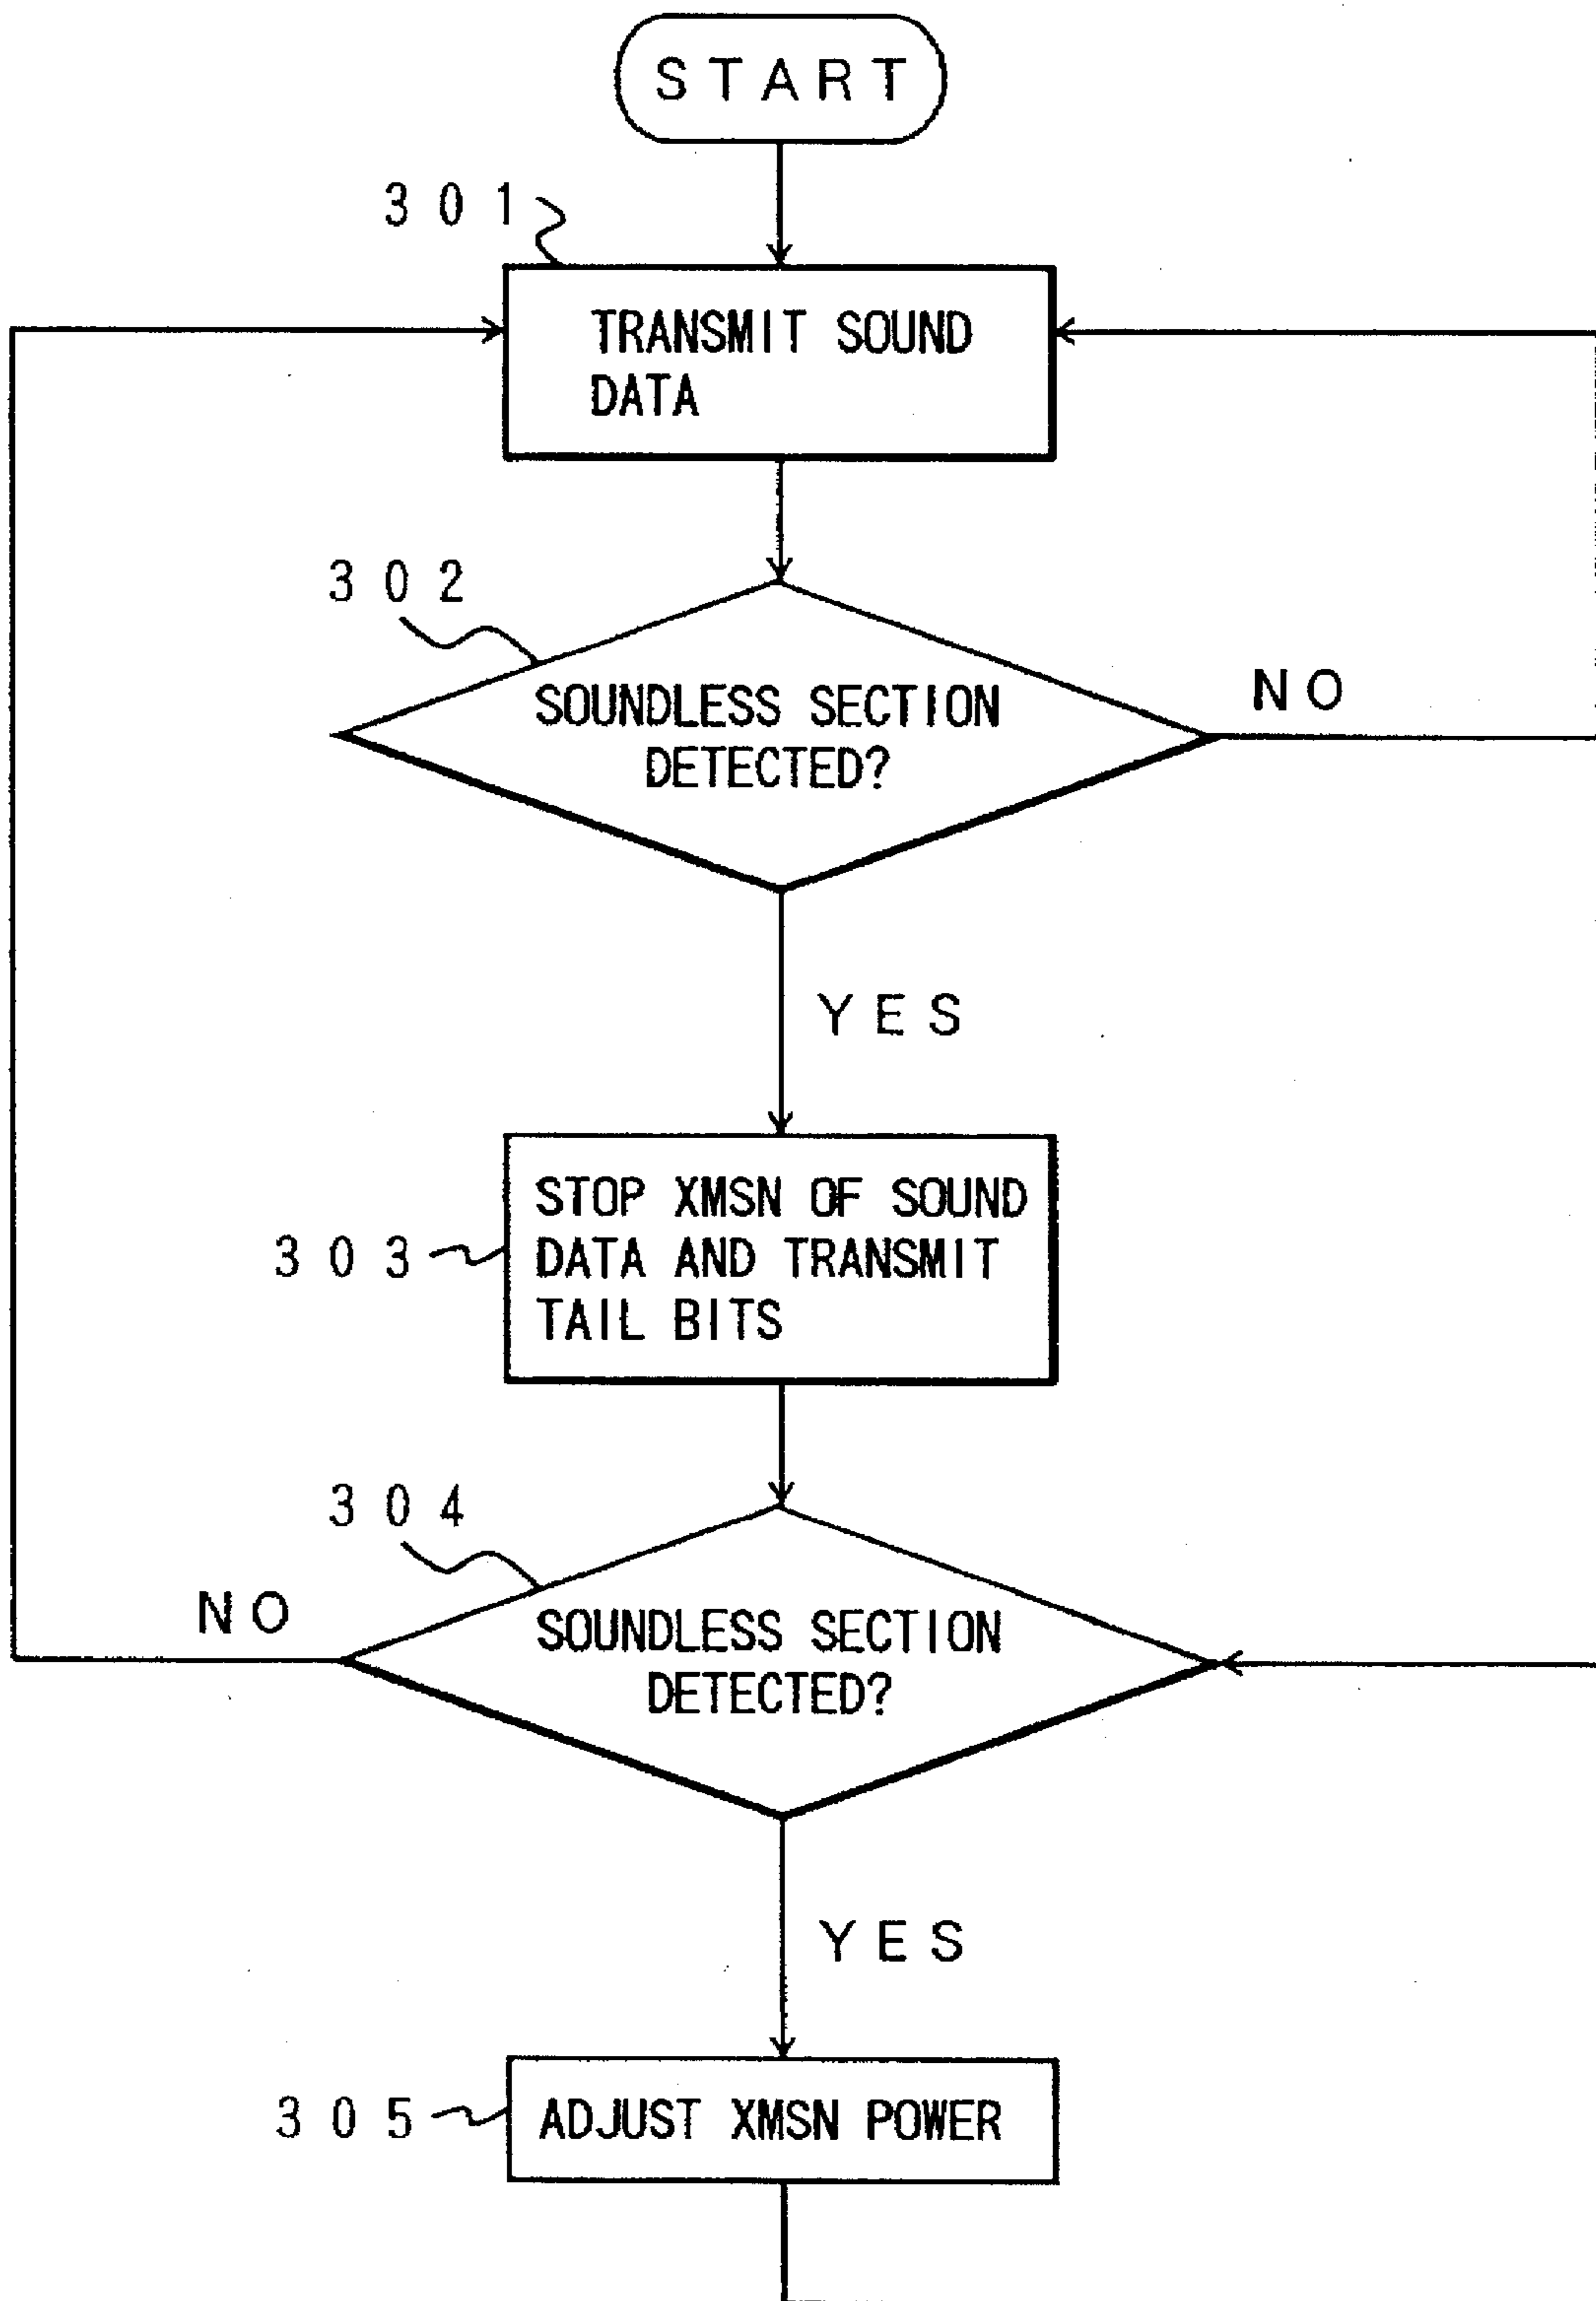 START
301
TRANSMIT SOUND
DATA
302
SOUNDLESS SECTION
DETECTED?
NO
YES
303
STOP XMSN OF SOUND
DATA AND TRANSMIT
TAIL BITS
304
NO
SOUNDLESS SECTION
DETECTED?
YES
305
ADJUST XMSN POWER